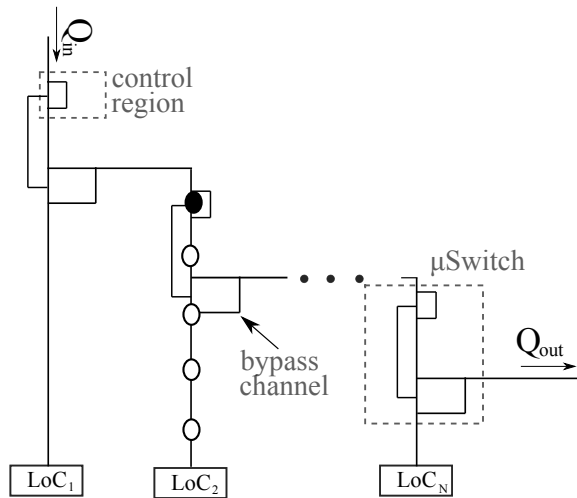 Qin
control
region
μSwitch
Qout
bypass
channel
LoC1
LoC2
LoCN